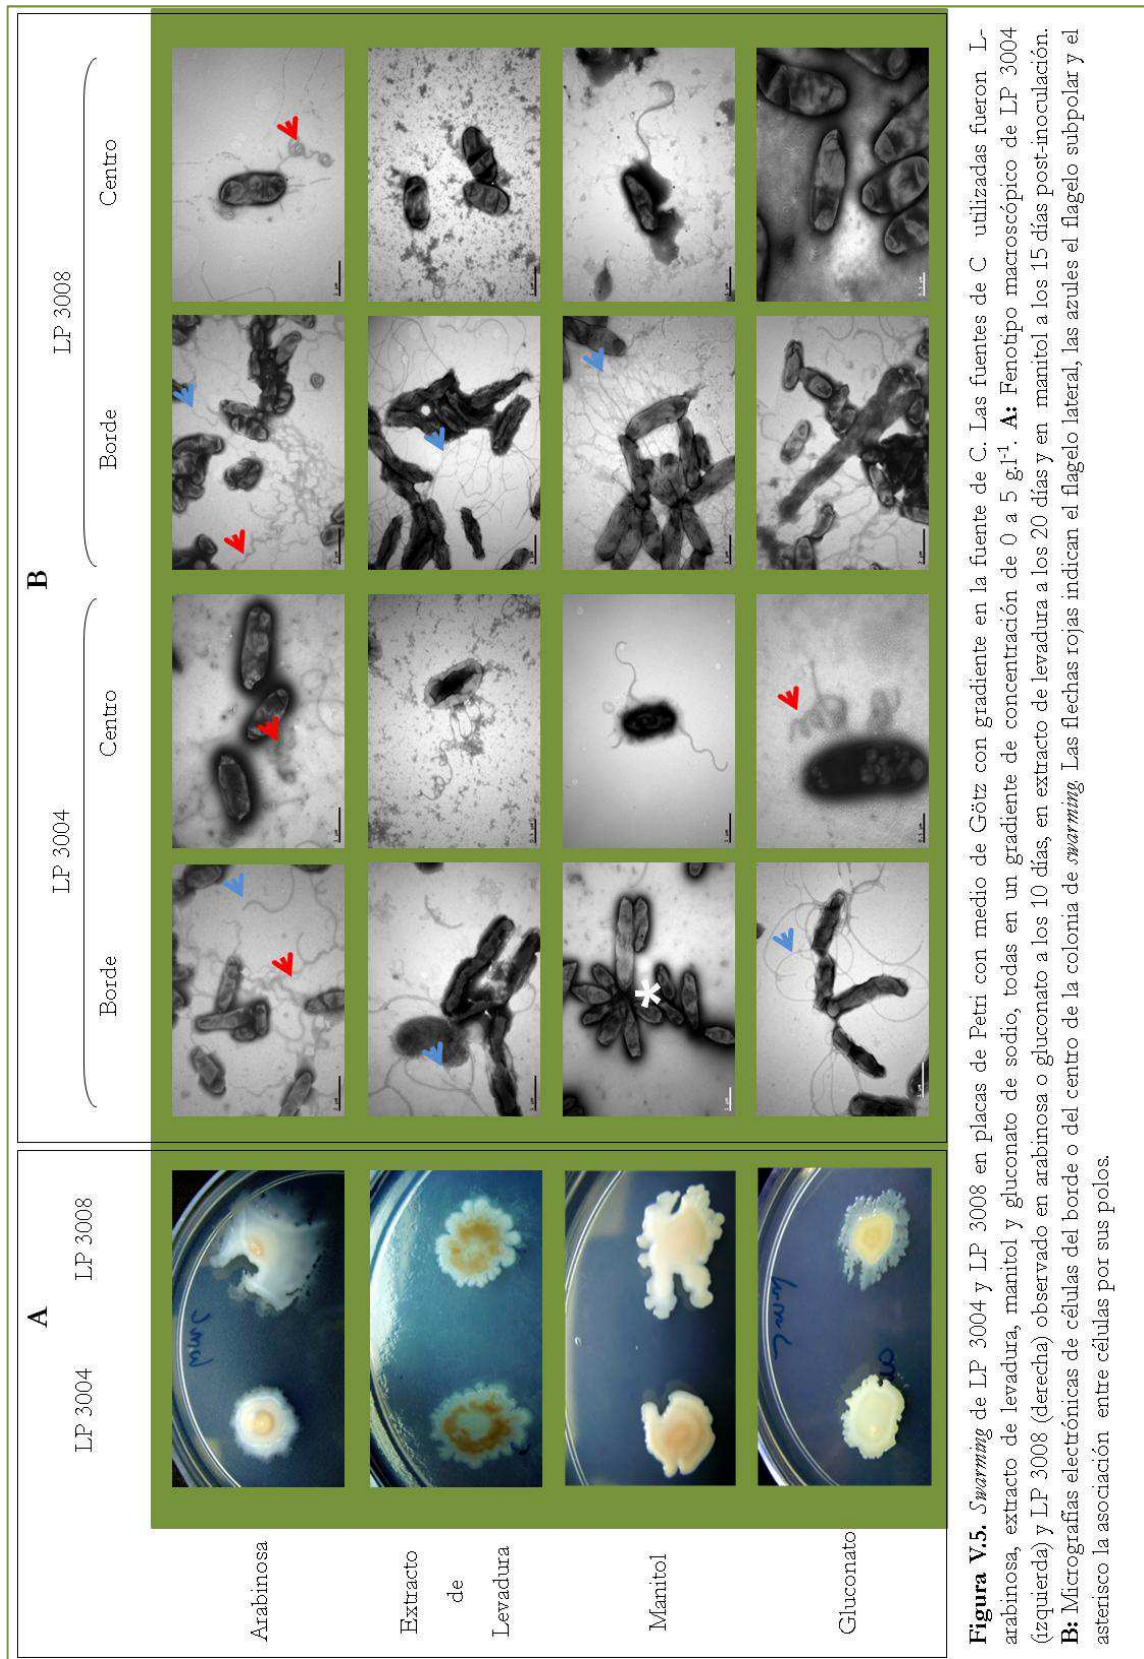 A
B
LP 3004
LP 3008
LP 3004
LP 3008
Borde
Centro
Borde
Centro
Arabinosa
Extracto
de
Levadura
Manitol
Gluconato
Figura V.5. Swarming de LP 3004 y LP 3008 en placas de Petri con medio de Götz con gradiente en la fuente de C. Las fuentes de C utilizadas fueron L-
arabinosa, extracto de levadura, manitol y gluconato de sodio, todas en un gradiente de concentración de 0 a 5 g.l-1. A: Fenotipo macroscópico de LP 3004
(izquierda) y LP 3008 (derecha) observado en arabinosa o gluconato a los 10 días, en extracto de levadura a los 20 días y en manitol a los 15 días post-inoculación.
B: Micrografías electrónicas de células del borde o del centro de la colonia de swarming. Las flechas rojas indican el flagelo lateral, las azules el flagelo subpolar y el
asterisco la asociación entre células por sus polos.